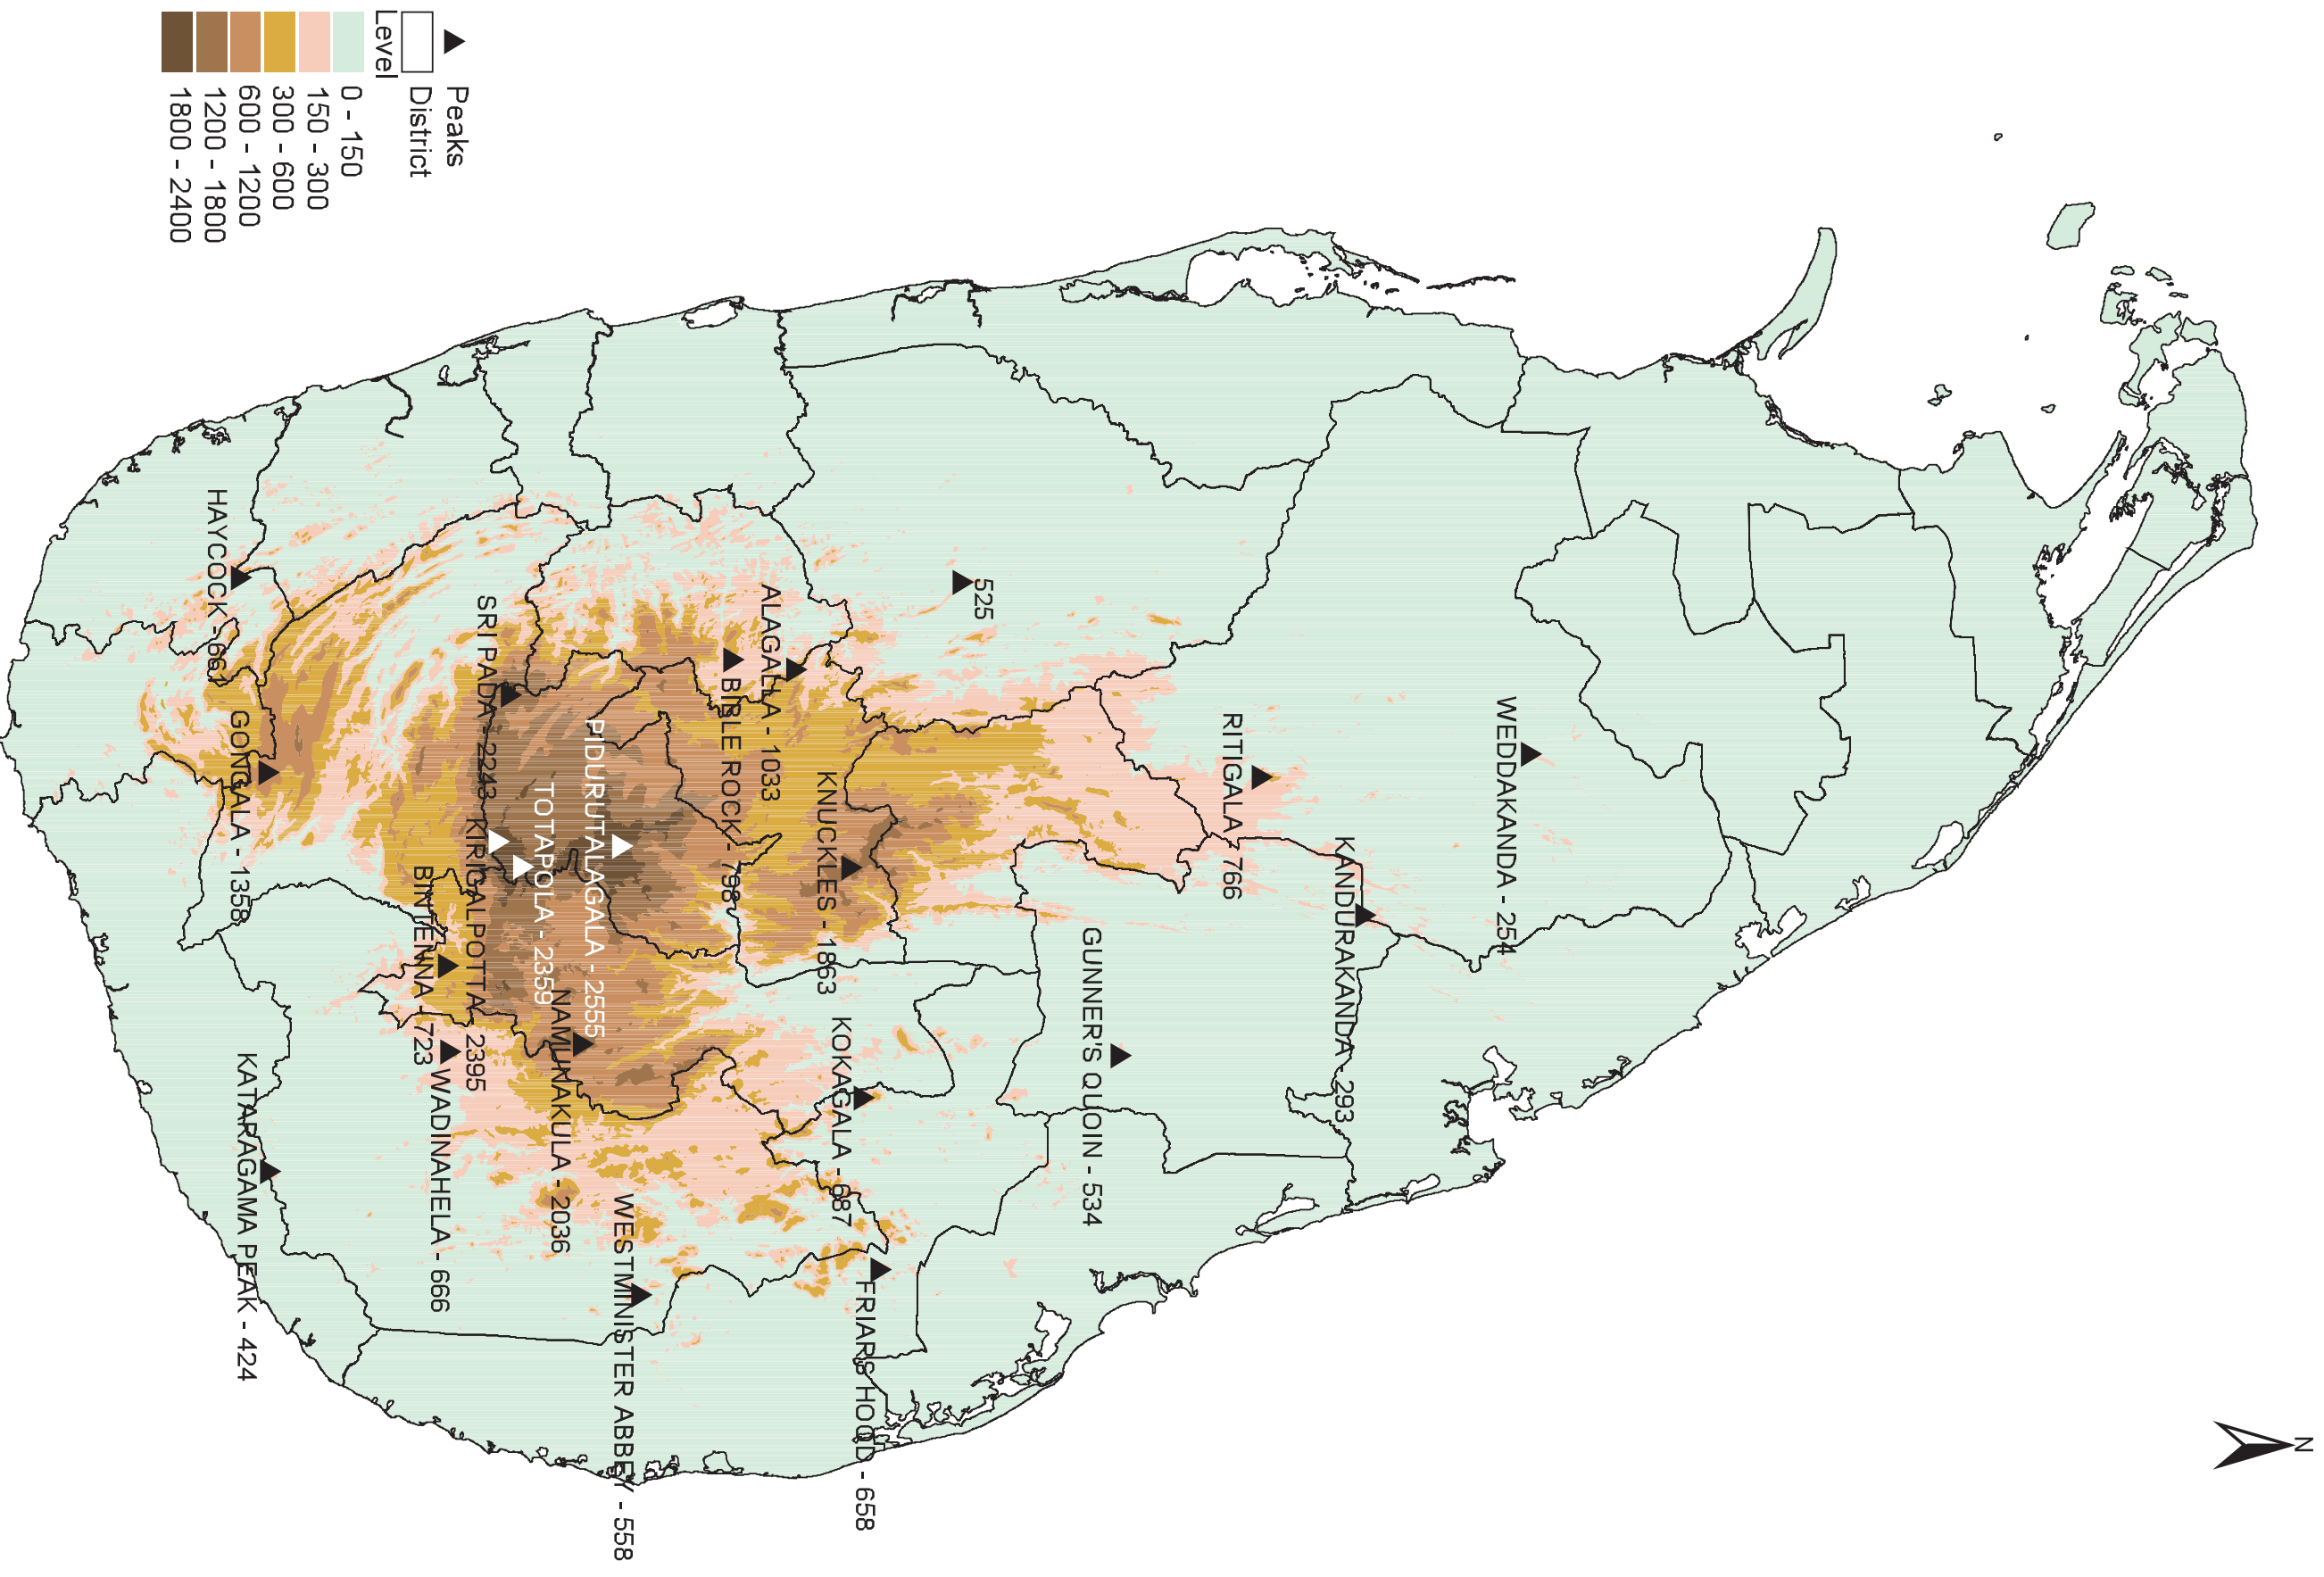 N
WEDDAKANDA - 254
KANDURAKANDA - 293
RITIGALA - 766
GUNNER'S QUOIN - 534
525
FRIARS HOOD - 658
KOKAGALA - 687
KNUCKLES - 1863
ALAGALLA - 1033
BIBLE ROCK - 798
WESTMINISTER ABBEY - 558
PIDURUTALAGALA - 2555
NAMUNAKULA - 2036
TOTAPOLA - 2359
SRI PADA - 2243
KIRIGALPOTTA - 2395
WADINAHELA - 666
BINTENNA - 723
KATARAGAMA PEAK - 424
GONGALA - 1358
HAYCOCK - 661
Peaks
District
Level
0 - 150
150 - 300
300 - 600
600 - 1200
1200 - 1800
1800 - 2400